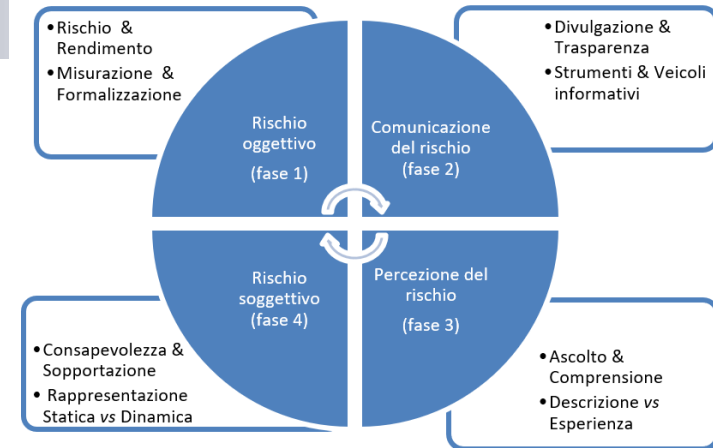 •Rischio &
Rendimento
•Misurazione &
Formalizzazione
•Divulgazione &
Trasparenza
•Strumenti & Veicoli
informativi
Rischio
oggettivo
(fase 1)
Comunicazione
del rischio
(fase 2)
Rischio
soggettivo
(fase 4)
Percezione del
rischio
(fase 3)
•Consapevolezza &
Sopportazione
• Rappresentazione
Statica vs Dinamica
•Ascolto &
Comprensione
•Descrizione vs
Esperienza